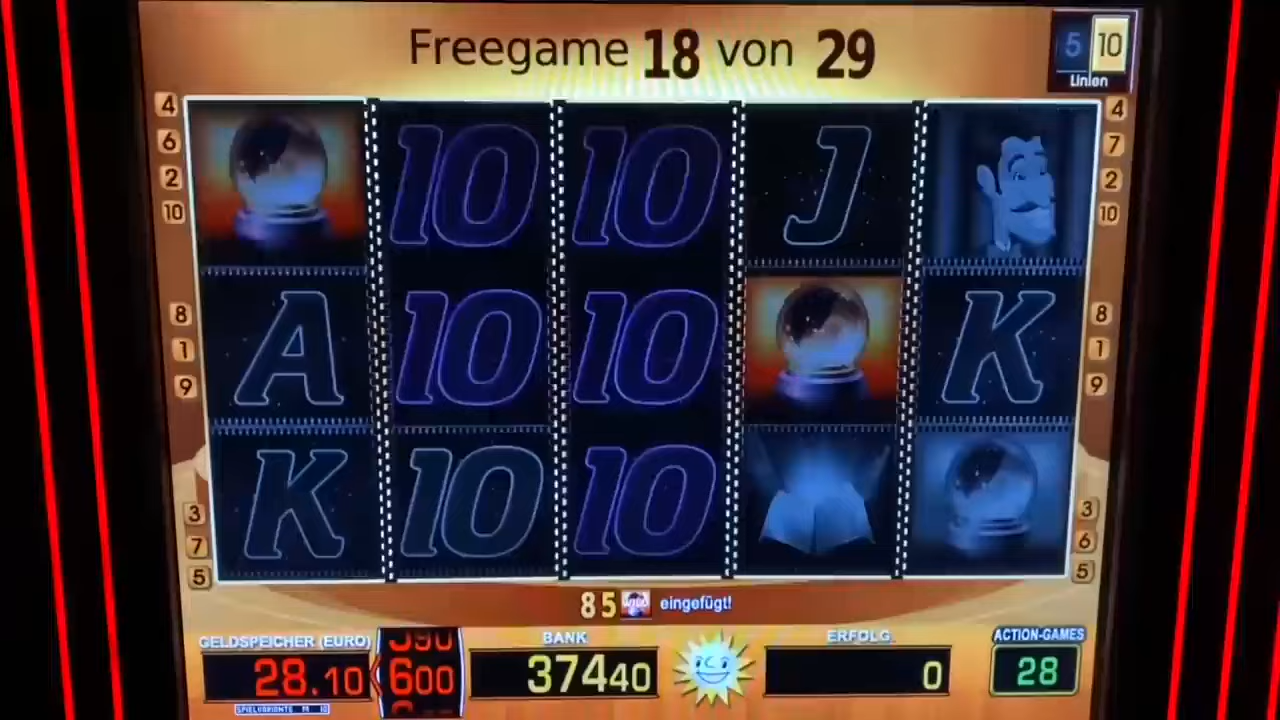 Freegame 18 von 29
5 10
Linien
4 4
6 7
2 2
10 10
8 8
1 1
9 9
3 3
7 6
5 5
10 10 J
A 10 10 K
K 10 10
85 WILD eingefügt!
GELDSPEICHER (EURO) BANK ERFOLG ACTION-GAMES
28.10 600 37440 0 28